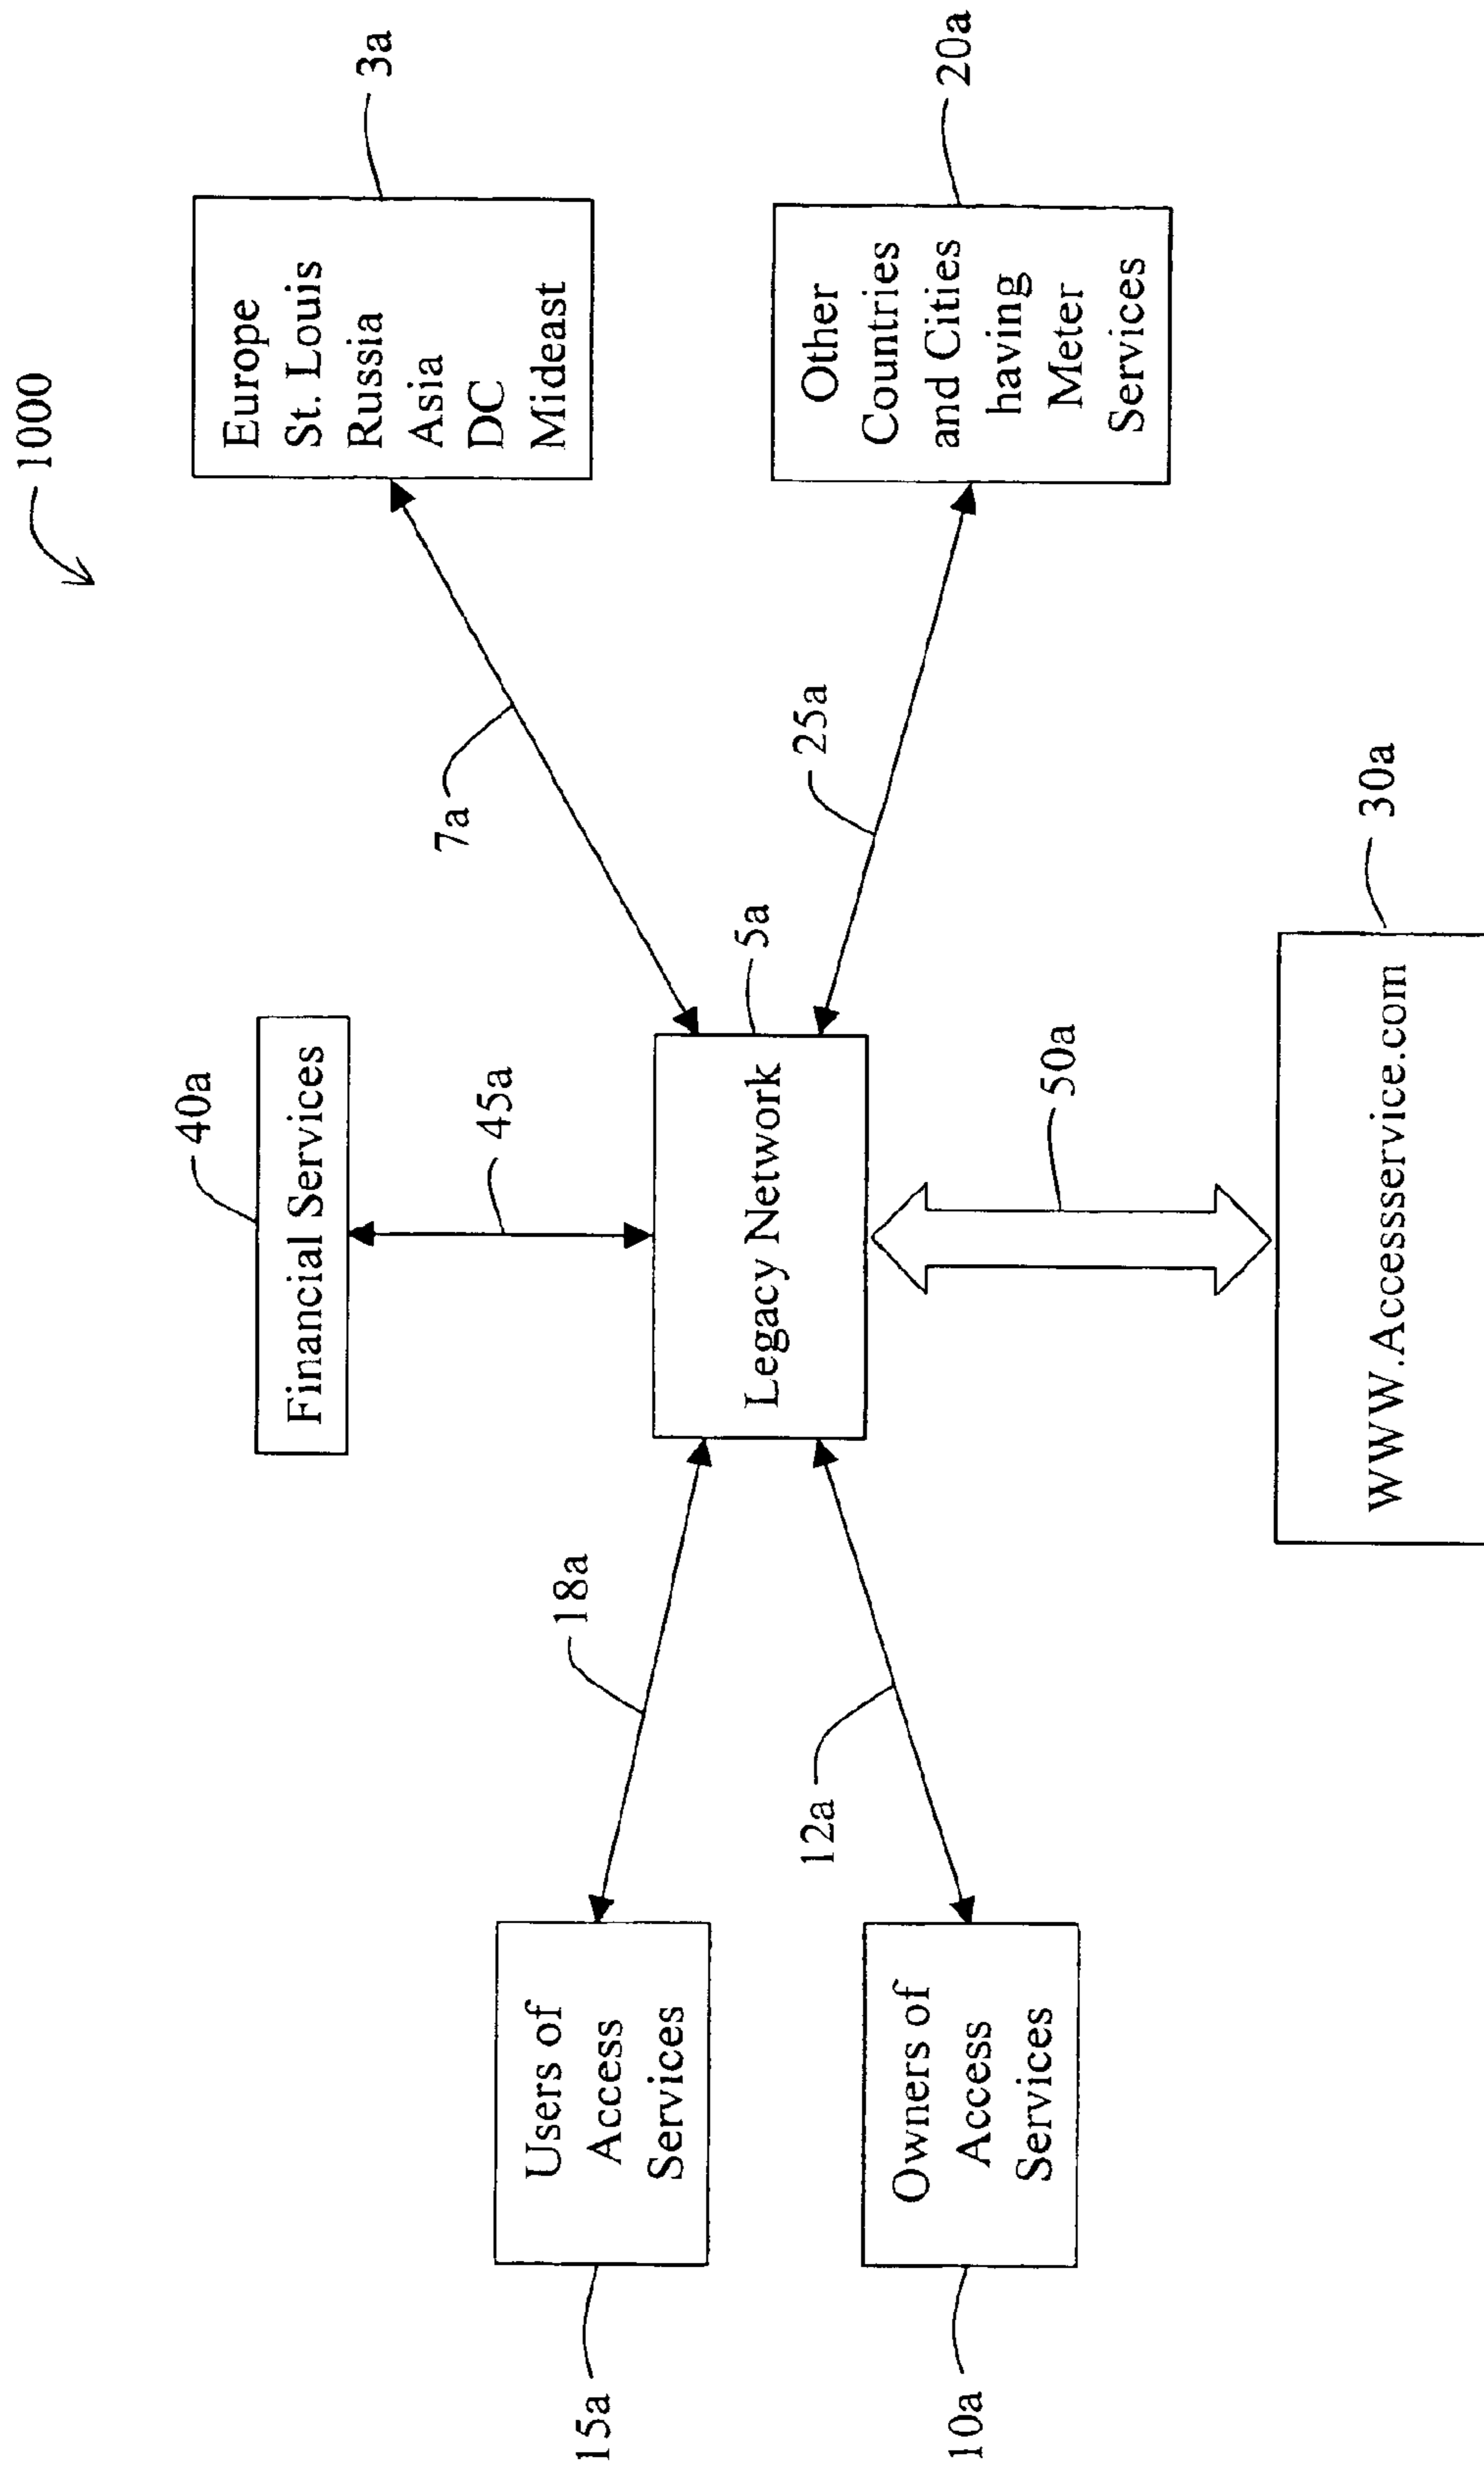 1000
40a
Financial Services
45a
Europe
St. Louis
Russia
Asia
DC
Mideast
3a
7a
15a
Users of
Access
Services
18a
Legacy Network
5a
25a
Other
Countries
and Cities
having
Meter
Services
20a
10a
Owners of
Access
Services
12a
50a
WWW.Accessservice.com
30a